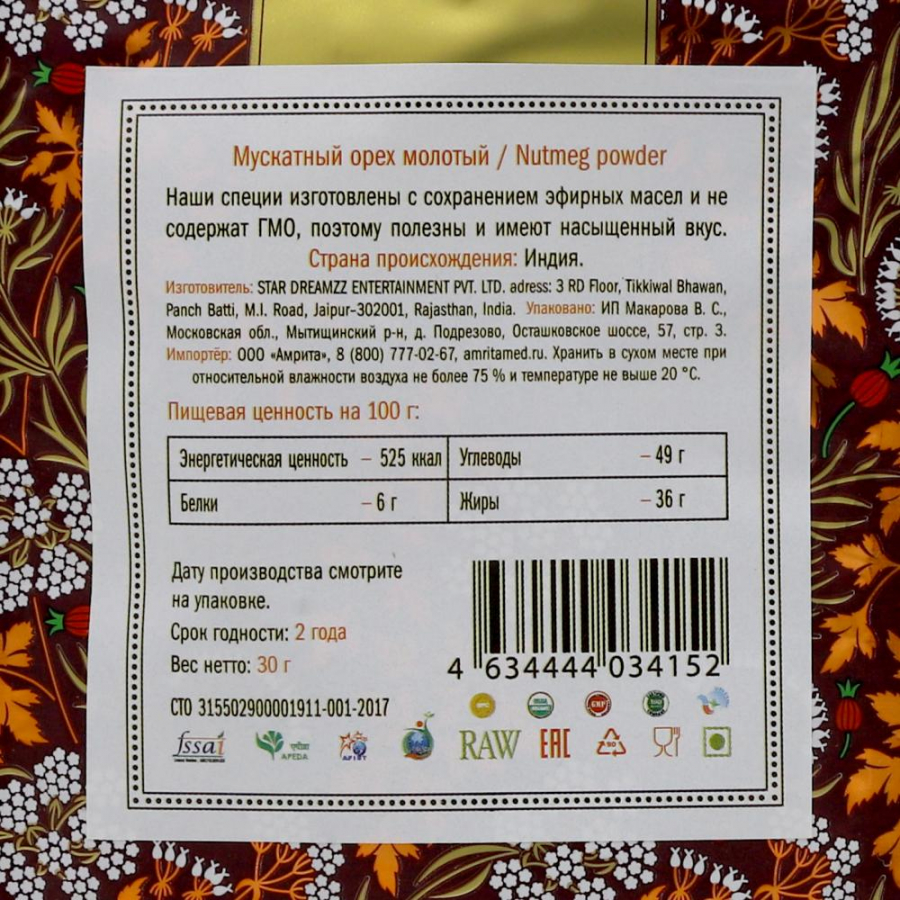 Мускатный орех молотый / Nutmeg powder
Наши специи изготовлены с сохранением эфирных масел и не
содержат ГМО, поэтому полезны и имеют насыщенный вкус.
Страна происхождения: Индия.
Изготовитель: STAR DREAMZZ ENTERTAINMENT PVT. LTD. adress: 3 RD Floor, Tikkiwal Bhawan,
Panch Batti, M.I. Road, Jaipur-302001, Rajasthan, India. Упаковано: ИП Макарова В. С.,
Московская обл., Мытищинский р-н, д. Подрезово, Осташковское шоссе, 57, стр. 3.
Импортёр: ООО «Амрита», 8 (800) 777-02-67, amritamed.ru. Хранить в сухом месте при
относительной влажности воздуха не более 75 % и температуре не выше 20 °С.
Пищевая ценность на 100 г:
Энергетическая ценность – 525 ккал Углеводы – 49 г
Белки – 6 г Жиры – 36 г
Дату производства смотрите
на упаковке.
Срок годности: 2 года
Вес нетто: 30 г
4 634444 034152
СТО 315502900001911-001-2017
fssai APEDA RAW EAC